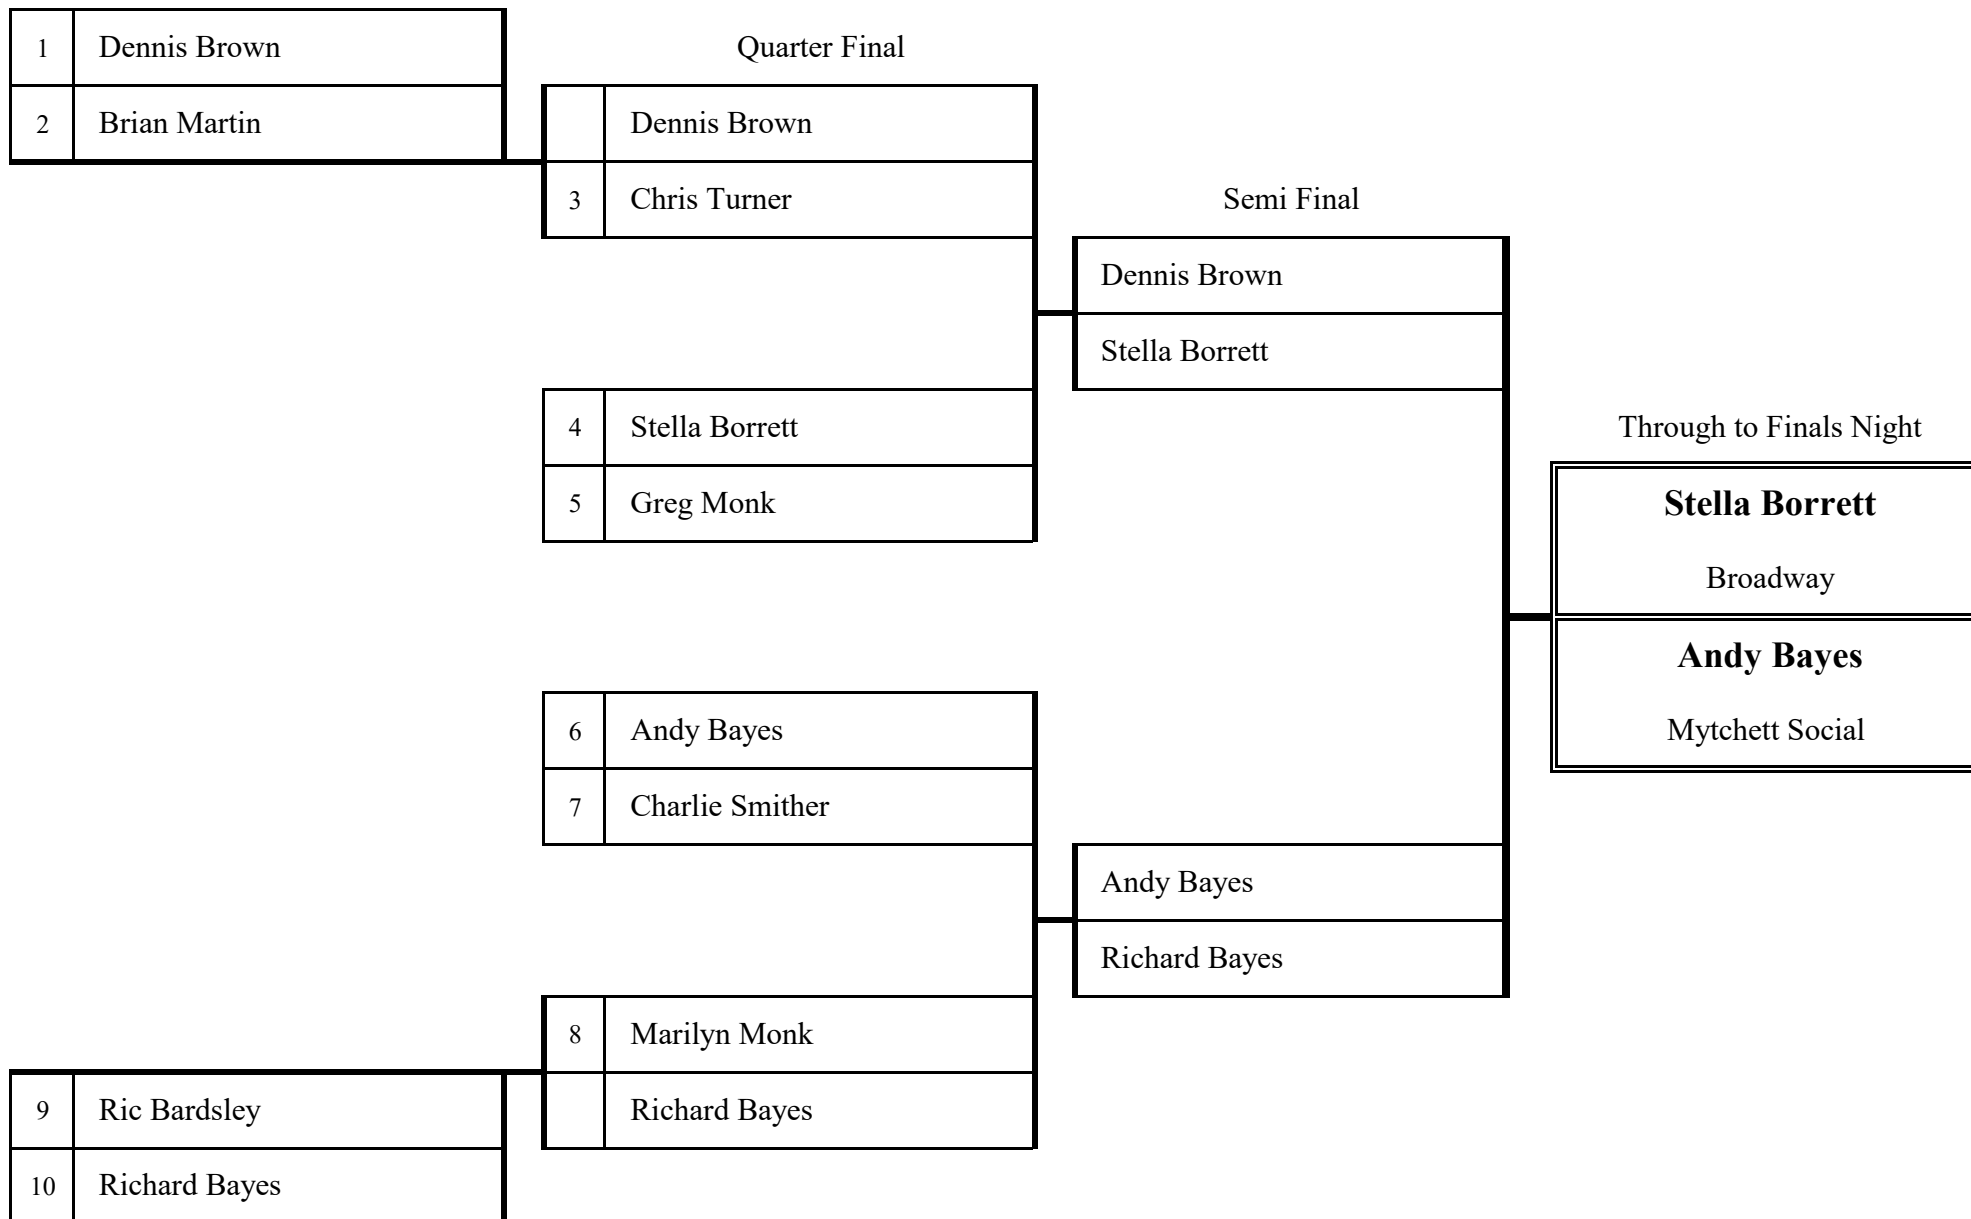 1 Dennis Brown
2 Brian Martin
Quarter Final
Dennis Brown
3 Chris Turner
4 Stella Borrett
5 Greg Monk
6 Andy Bayes
7 Charlie Smither
8 Marilyn Monk
Richard Bayes
9 Ric Bardsley
10 Richard Bayes
Semi Final
Dennis Brown
Stella Borrett
Andy Bayes
Richard Bayes
Through to Finals Night
Stella Borrett
Broadway
Andy Bayes
Mytchett Social